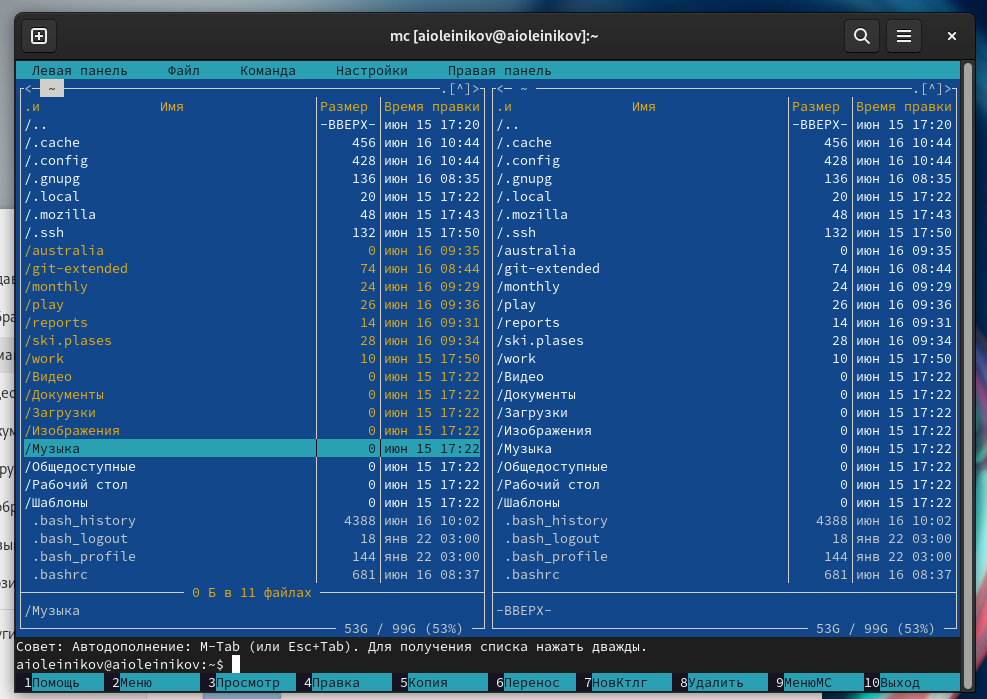 mc [aioleinikov@aioleinikov]:~
Левая панель Файл Команда Настройки Правая панель
<─ ~ .[^]> <─ ~ .[^]>
.и Имя Размер Время правки .и Имя Размер Время правки
/.. -ВВЕРХ- июн 15 17:20 /.. -ВВЕРХ- июн 15 17:20
/.cache 456 июн 16 10:44 /.cache 456 июн 16 10:44
/.config 428 июн 16 10:44 /.config 428 июн 16 10:44
/.gnupg 136 июн 16 08:35 /.gnupg 136 июн 16 08:35
/.local 20 июн 15 17:22 /.local 20 июн 15 17:22
/.mozilla 48 июн 15 17:43 /.mozilla 48 июн 15 17:43
/.ssh 132 июн 15 17:50 /.ssh 132 июн 15 17:50
/australia 0 июн 16 09:35 /australia 0 июн 16 09:35
/git-extended 74 июн 16 08:44 /git-extended 74 июн 16 08:44
/monthly 24 июн 16 09:29 /monthly 24 июн 16 09:29
/play 26 июн 16 09:36 /play 26 июн 16 09:36
/reports 14 июн 16 09:31 /reports 14 июн 16 09:31
/ski.plases 28 июн 16 09:34 /ski.plases 28 июн 16 09:34
/work 10 июн 15 17:50 /work 10 июн 15 17:50
/Видео 0 июн 15 17:22 /Видео 0 июн 15 17:22
/Документы 0 июн 15 17:22 /Документы 0 июн 15 17:22
/Загрузки 0 июн 15 17:22 /Загрузки 0 июн 15 17:22
/Изображения 0 июн 15 17:22 /Изображения 0 июн 15 17:22
/Музыка 0 июн 15 17:22 /Музыка 0 июн 15 17:22
/Общедоступные 0 июн 15 17:22 /Общедоступные 0 июн 15 17:22
/Рабочий стол 0 июн 15 17:22 /Рабочий стол 0 июн 15 17:22
/Шаблоны 0 июн 15 17:22 /Шаблоны 0 июн 15 17:22
.bash_history 4388 июн 16 10:02 .bash_history 4388 июн 16 10:02
.bash_logout 18 янв 22 03:00 .bash_logout 18 янв 22 03:00
.bash_profile 144 янв 22 03:00 .bash_profile 144 янв 22 03:00
.bashrc 681 июн 16 08:37 .bashrc 681 июн 16 08:37
0 Б в 11 файлах
/Музыка -ВВЕРХ-
53G / 99G (53%) 53G / 99G (53%)
Совет: Автодополнение: M-Tab (или Esc+Tab). Для получения списка нажать дважды.
aioleinikov@aioleinikov:~$
1Помощь 2Меню 3Просмотр 4Правка 5Копия 6Перенос 7НовКтлг 8Удалить 9МенюMC 10Выход